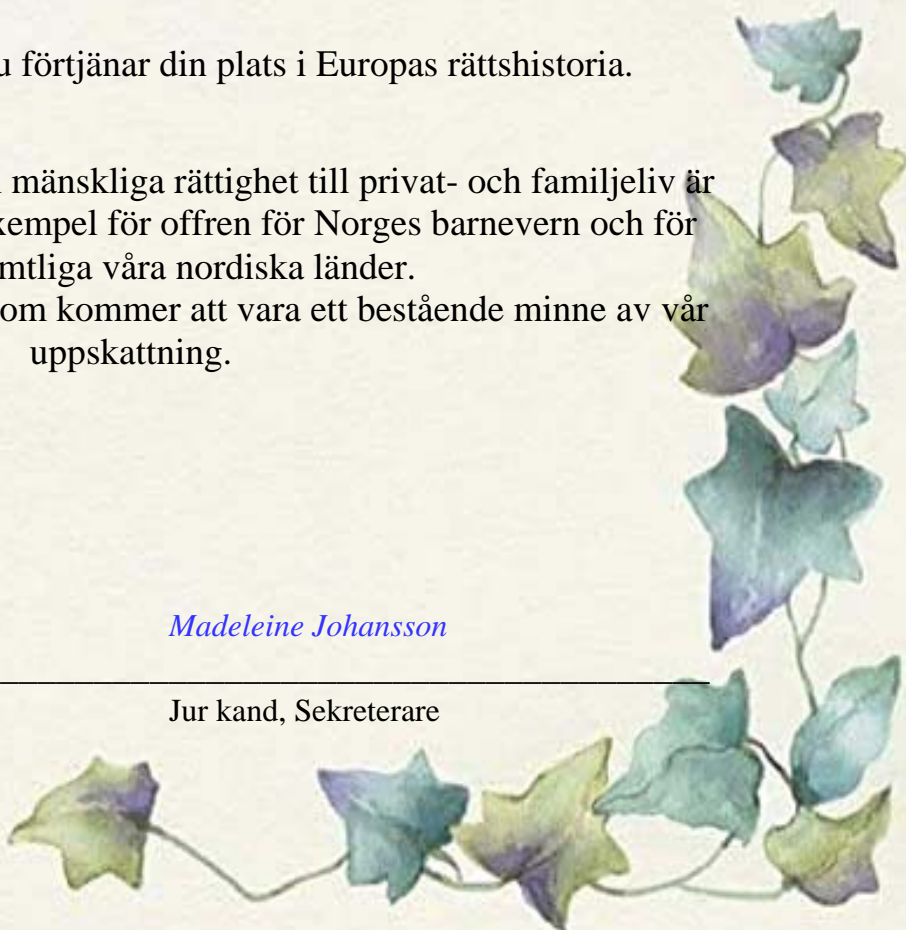 u förtjänar din plats i Europas rättshistoria.
mänskliga rättighet till privat- och familjeliv är
xempel för offren för Norges barnevern och för
mtliga våra nordiska länder.
om kommer att vara ett bestående minne av vår
uppskattning.
Madeleine Johansson
Jur kand, Sekreterare